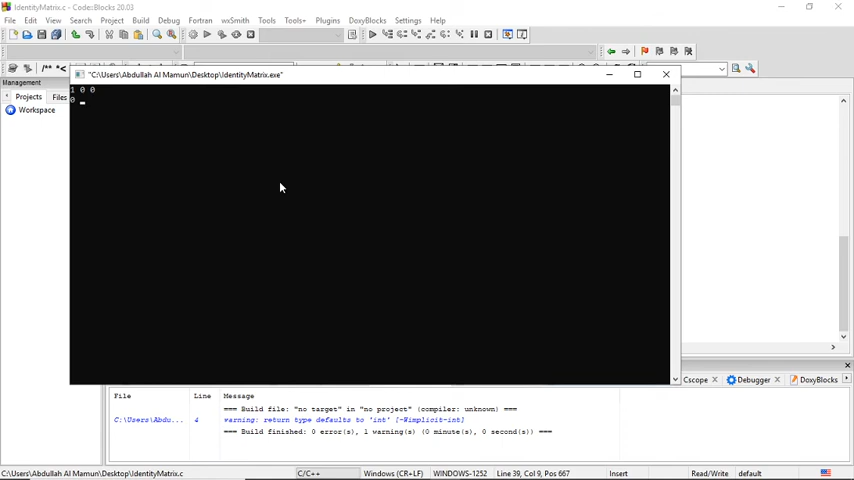 IdentityMatrix.c - Code::Blocks 20.03
File Edit View Search Project Build Debug Fortran wxSmith Tools Tools+ Plugins DoxyBlocks Settings Help
/** *<
Management
"C:\Users\Abdullah Al Mamun\Desktop\IdentityMatrix.exe"
Projects Files
Workspace
1 0 0
0
Cscope Debugger DoxyBlocks
File Line Message
=== Build file: "no target" in "no project" (compiler: unknown) ===
C:\Users\Abdu... 4 warning: return type defaults to 'int' [-Wimplicit-int]
=== Build finished: 0 error(s), 1 warning(s) (0 minute(s), 0 second(s)) ===
C:\Users\Abdullah Al Mamun\Desktop\IdentityMatrix.c C/C++ Windows (CR+LF) WINDOWS-1252 Line 39, Col 9, Pos 667 Insert Read/Write default